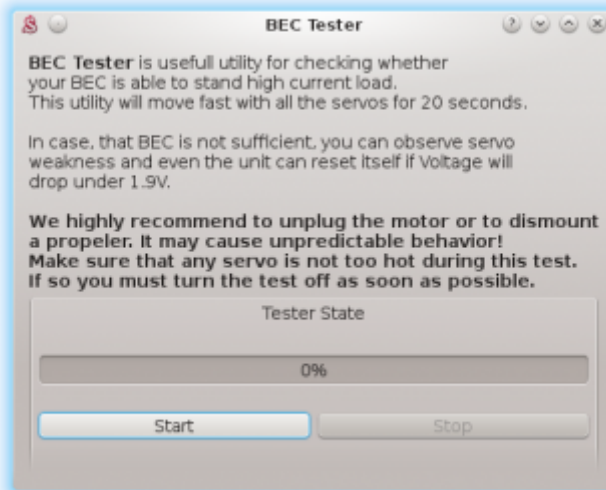 BEC Tester
BEC Tester is usefull utility for checking whether
your BEC is able to stand high current load.
This utility will move fast with all the servos for 20 seconds.
In case, that BEC is not sufficient, you can observe servo
weakness and even the unit can reset itself if Voltage will
drop under 1.9V.
We highly recommend to unplug the motor or to dismount
a propeler. It may cause unpredictable behavior!
Make sure that any servo is not too hot during this test.
If so you must turn the test off as soon as possible.
Tester State
0%
Start
Stop